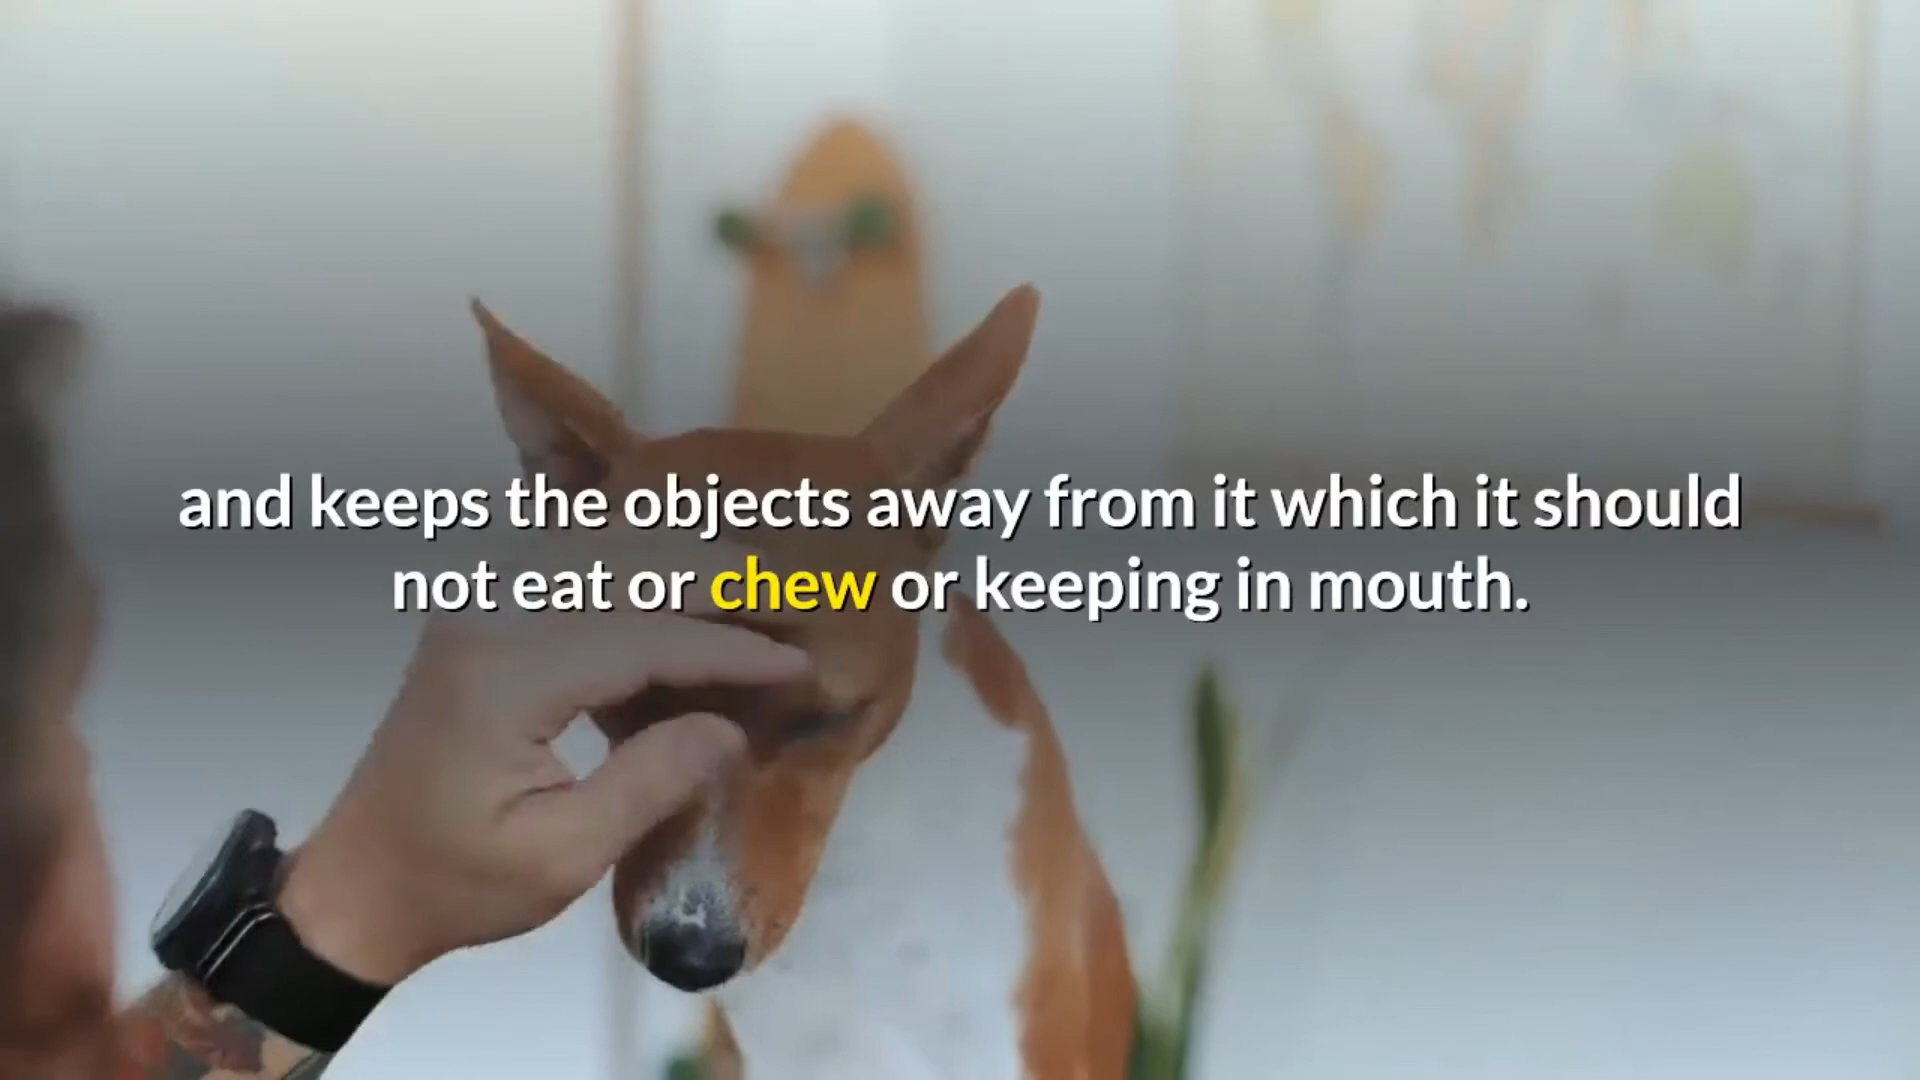 and keeps the objects away from it which it should
not eat or chew or keeping in mouth.